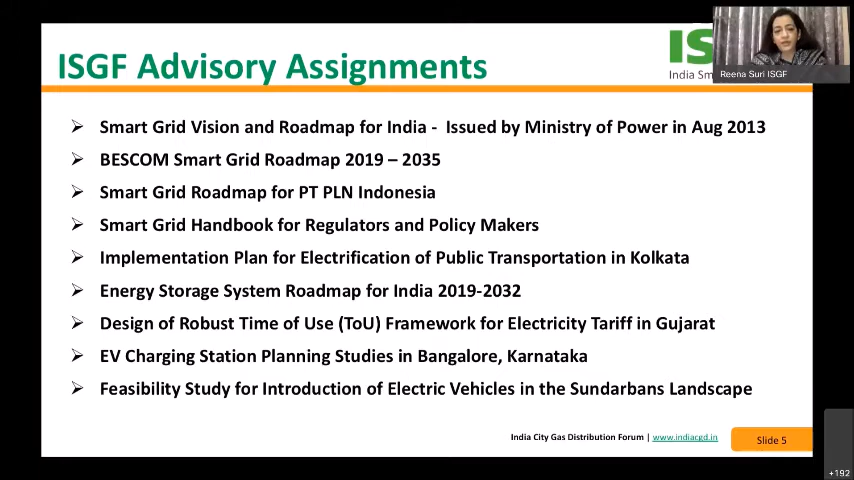 ISGF Advisory Assignments
IS
India Sm
Reena Suri ISGF
➢ Smart Grid Vision and Roadmap for India - Issued by Ministry of Power in Aug 2013
➢ BESCOM Smart Grid Roadmap 2019 – 2035
➢ Smart Grid Roadmap for PT PLN Indonesia
➢ Smart Grid Handbook for Regulators and Policy Makers
➢ Implementation Plan for Electrification of Public Transportation in Kolkata
➢ Energy Storage System Roadmap for India 2019-2032
➢ Design of Robust Time of Use (ToU) Framework for Electricity Tariff in Gujarat
➢ EV Charging Station Planning Studies in Bangalore, Karnataka
➢ Feasibility Study for Introduction of Electric Vehicles in the Sundarbans Landscape
India City Gas Distribution Forum | www.indiacgd.in
Slide 5
+192